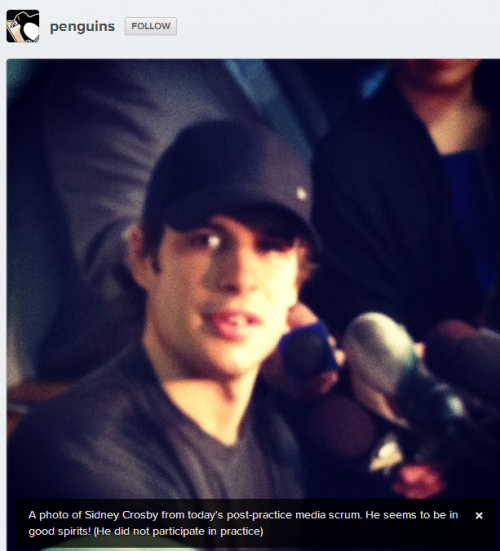 penguins FOLLOW
A photo of Sidney Crosby from today's post-practice media scrum. He seems to be in
good spirits! (He did not participate in practice)